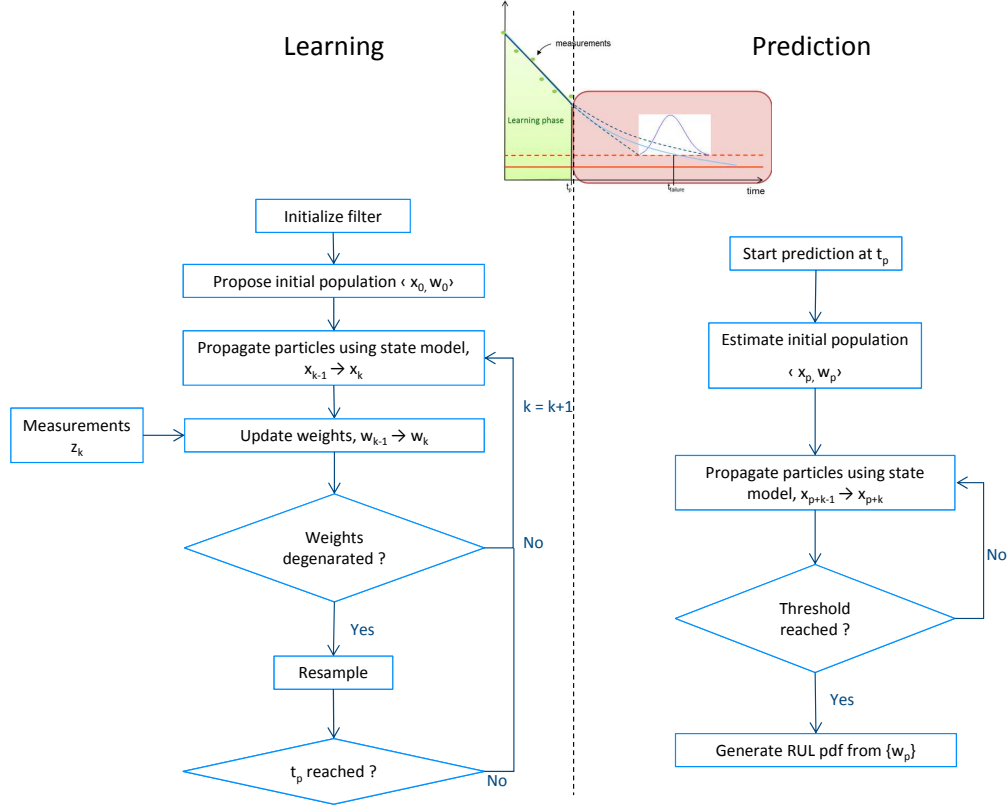 Learning
Prediction
measurements
Learning phase
tp
tfailure
time
Initialize filter
Propose initial population ‹ x0, w0›
Propagate particles using state model,
xk-1 → xk
k = k+1
Measurements
zk
Update weights, wk-1 → wk
Weights
degenarated ?
No
Yes
Resample
tp reached ?
No
Start prediction at tp
Estimate initial population
‹ xp, wp›
Propagate particles using state
model, xp+k-1 → xp+k
No
Threshold
reached ?
Yes
Generate RUL pdf from {wp}